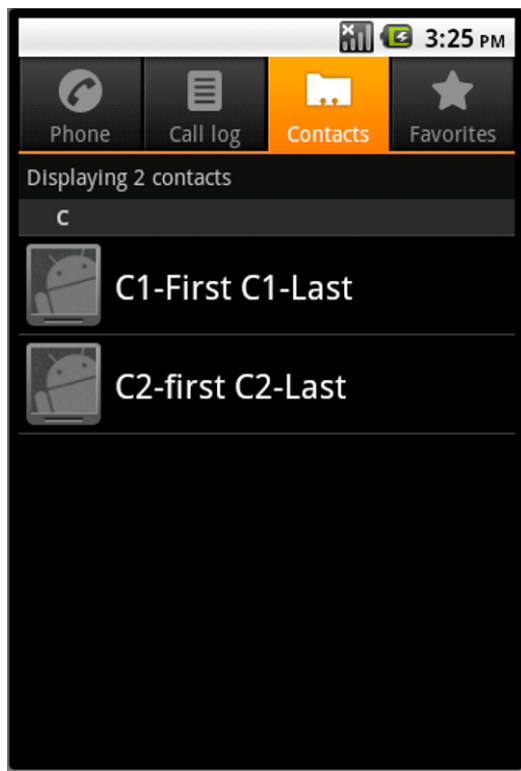 3:25 PM
Phone Call log Contacts Favorites
Displaying 2 contacts
C
C1-First C1-Last
C2-first C2-Last